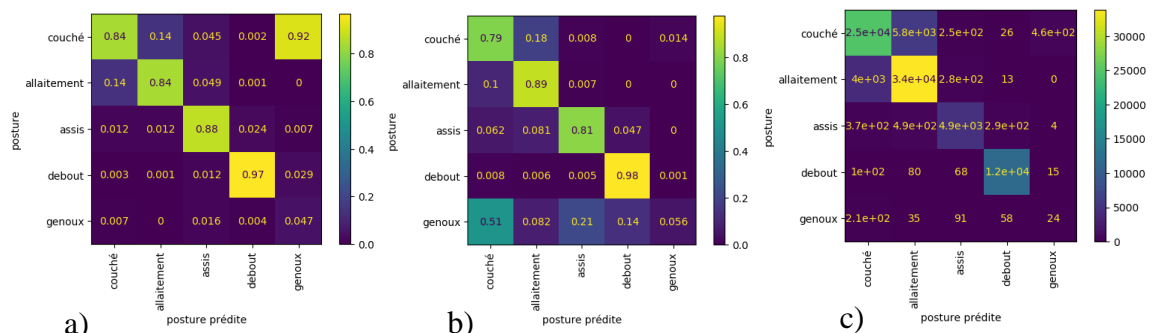 couché 0.84 0.14 0.045 0.002 0.92
allaitement 0.14 0.84 0.049 0.001 0
assis 0.012 0.012 0.88 0.024 0.007
debout 0.003 0.001 0.012 0.97 0.029
genoux 0.007 0 0.016 0.004 0.047
posture
couché allaitement assis debout genoux
posture prédite
0.8
0.6
0.4
0.2
0.0
a)
couché 0.79 0.18 0.008 0 0.014
allaitement 0.1 0.89 0.007 0 0
assis 0.062 0.081 0.81 0.047 0
debout 0.008 0.006 0.005 0.98 0.001
genoux 0.51 0.082 0.21 0.14 0.056
posture
couché allaitement assis debout genoux
posture prédite
0.8
0.6
0.4
0.2
0.0
b)
couché 2.5e+04 5.8e+03 2.5e+02 26 4.6e+02
allaitement 4e+03 3.4e+04 2.8e+02 13 0
assis 3.7e+02 4.9e+02 4.9e+03 2.9e+02 4
debout 1e+02 80 68 1.2e+04 15
genoux 2.1e+02 35 91 58 24
couché allaitement assis debout genoux
posture prédite
30000
25000
20000
15000
10000
5000
0
c)